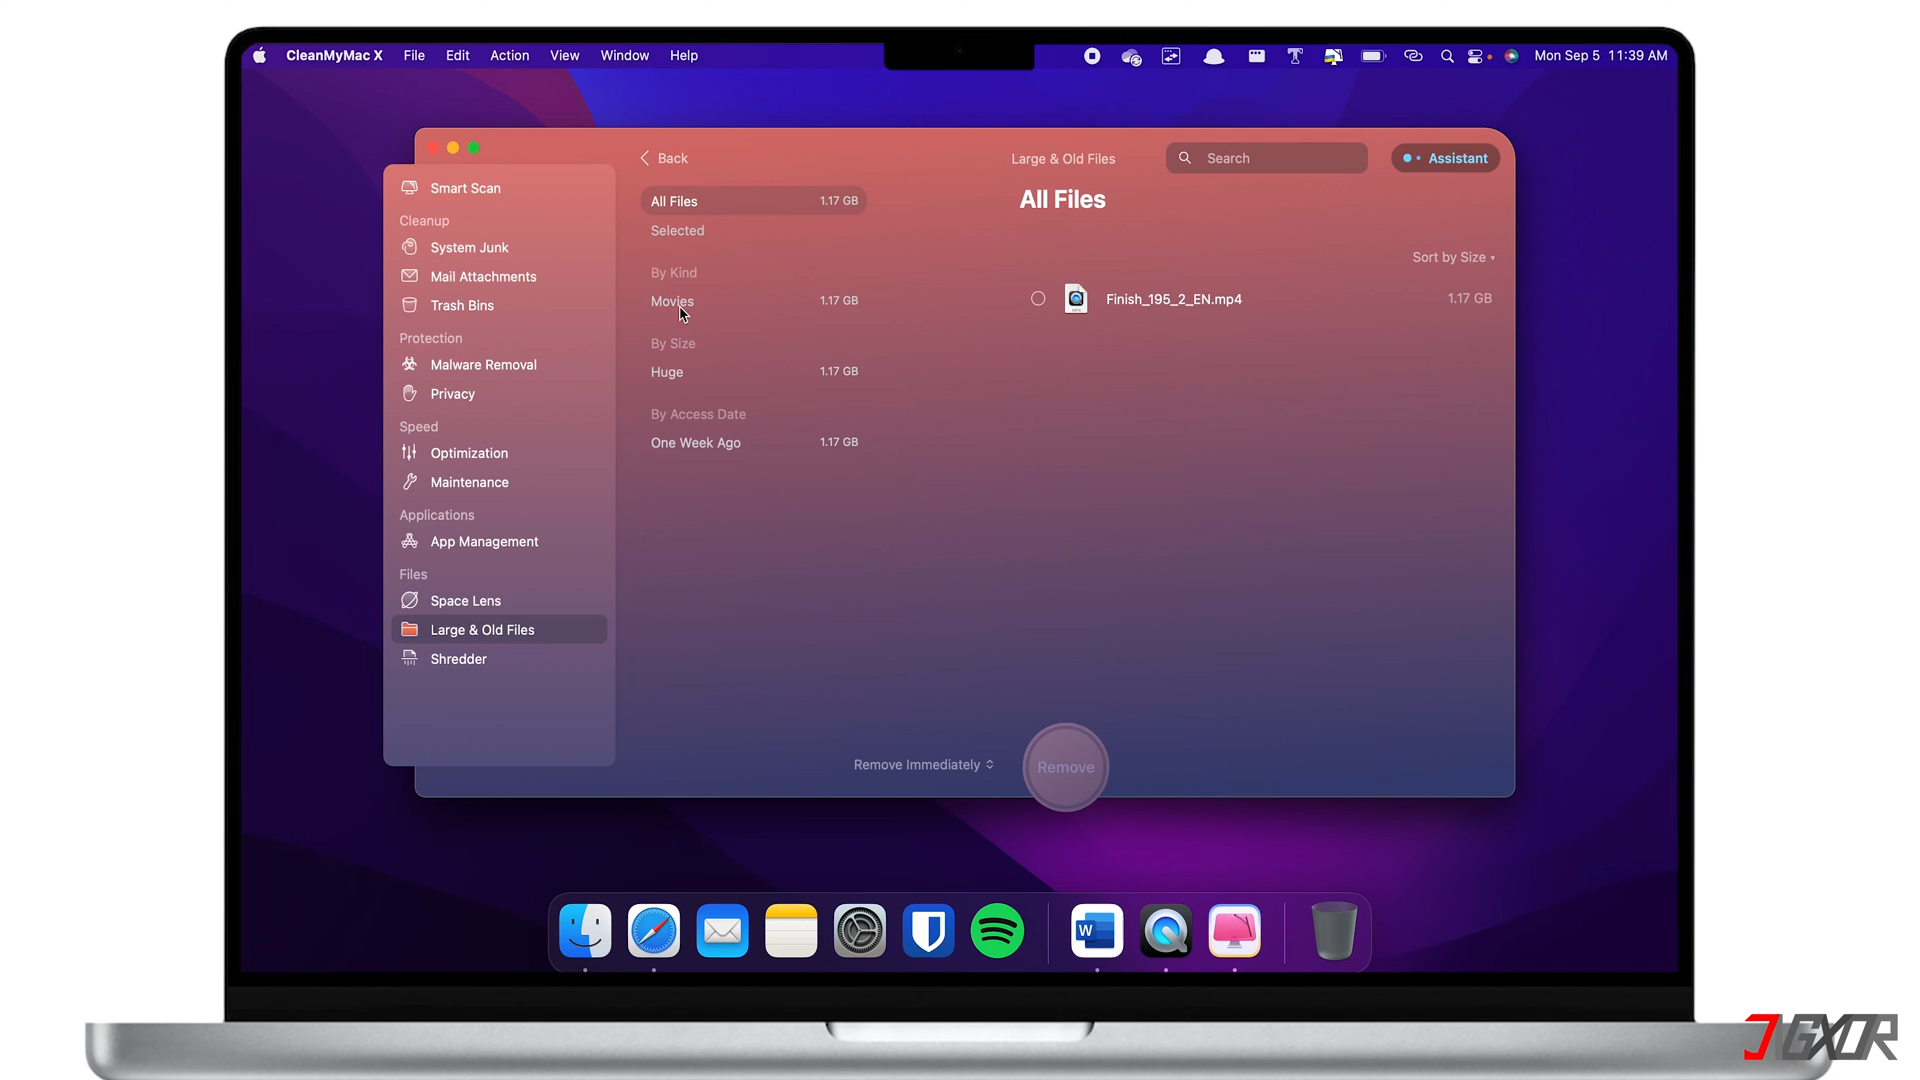 CleanMyMac X File Edit Action View Window Help
Mon Sep 5 11:39 AM
Back
Large & Old Files
Search
Assistant
Smart Scan
Cleanup
System Junk
Mail Attachments
Trash Bins
Protection
Malware Removal
Privacy
Speed
Optimization
Maintenance
Applications
App Management
Files
Space Lens
Large & Old Files
Shredder
All Files 1.17 GB
Selected
By Kind
Movies 1.17 GB
By Size
Huge 1.17 GB
By Access Date
One Week Ago 1.17 GB
All Files
Sort by Size
Finish_195_2_EN.mp4 1.17 GB
Remove Immediately
Remove
W
JGXOR